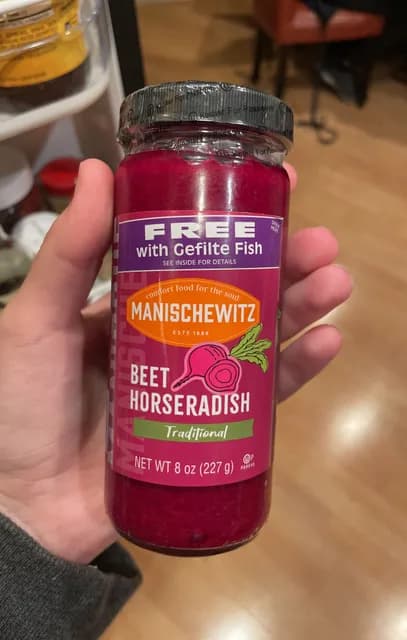 FREE
with Gefilte Fish
SEE INSIDE FOR DETAILS
comfort food for the soul
MANISCHEWITZ
ESTD 1888
BEET
HORSERADISH
Traditional
NET WT 8 oz (227 g)